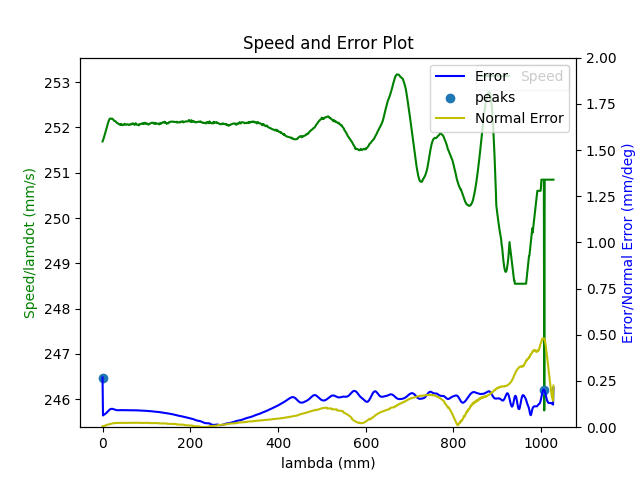 Speed and Error Plot
Speed/lamdot (mm/s)
253
252
251
250
249
248
247
246
Error
Speed
peaks
Normal Error
2.00
1.75
1.50
1.25
1.00
0.75
0.50
0.25
0.00
Error/Normal Error (mm/deg)
0
200
400
600
800
1000
lambda (mm)